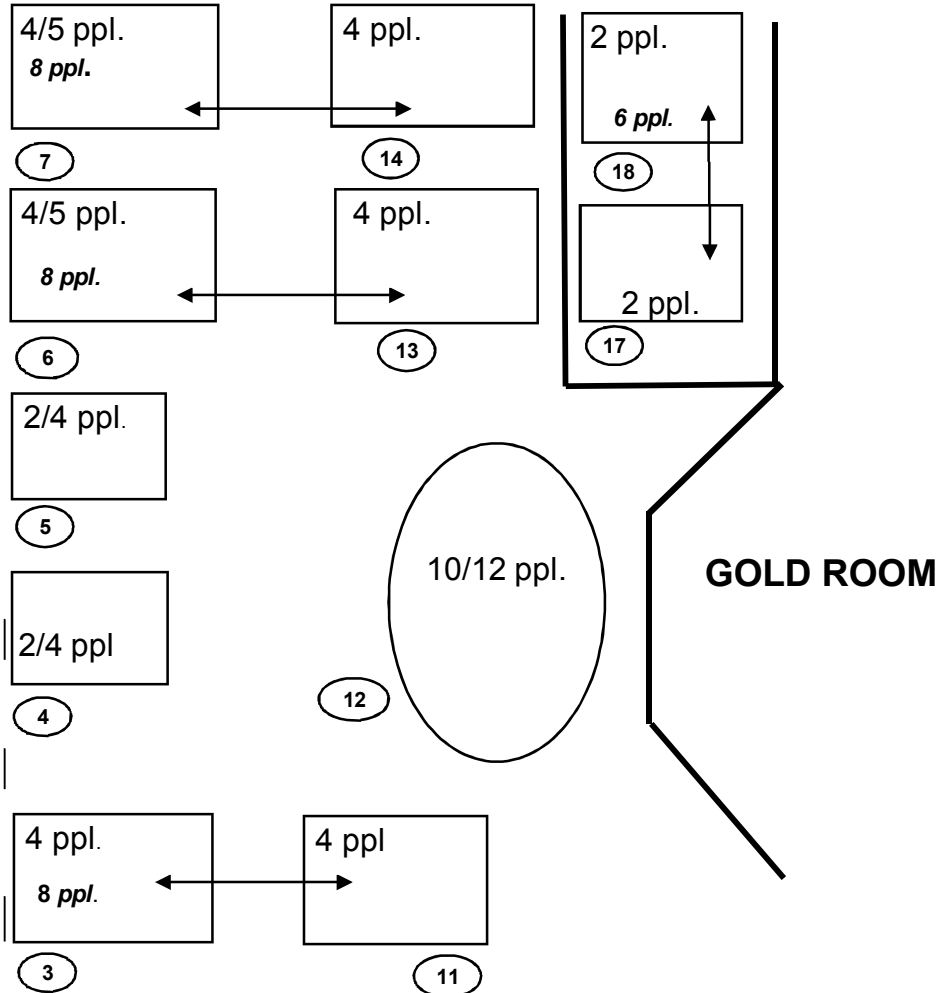 4/5 ppl.
8 ppl.
7
4 ppl.
14
2 ppl.
6 ppl.
18
4/5 ppl.
8 ppl.
6
4 ppl.
13
2 ppl.
17
2/4 ppl.
5
10/12 ppl.
12
GOLD ROOM
2/4 ppl
4
4 ppl.
8 ppl.
3
4 ppl
11